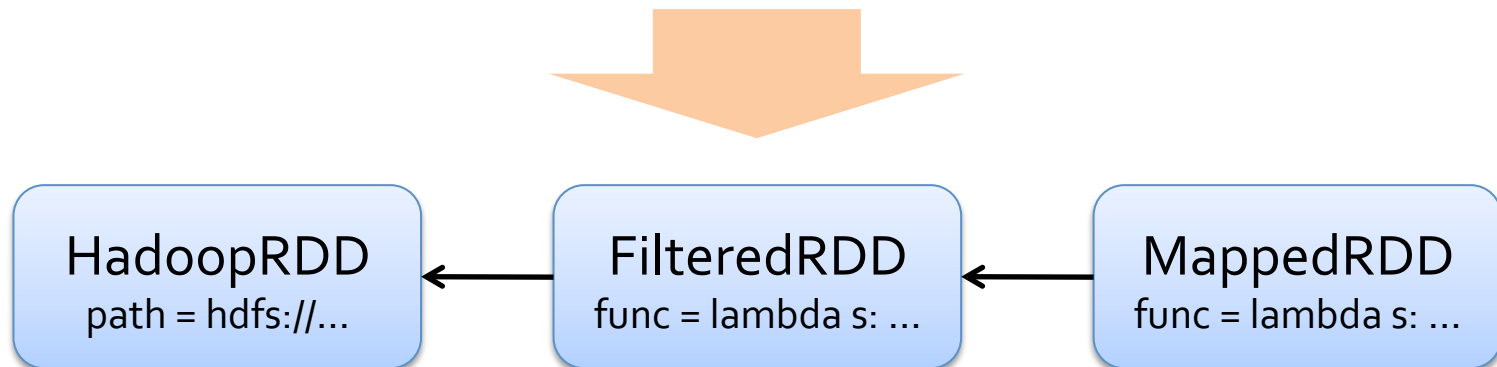 HadoopRDD
path = hdfs://...
FilteredRDD
func = lambda s: ...
MappedRDD
func = lambda s: ...